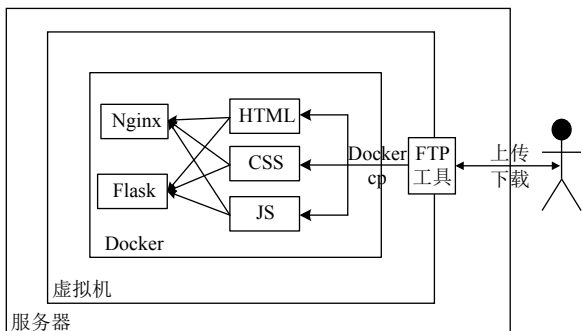 Nginx
HTML
Flask
CSS
JS
Docker
cp
FTP
工具
上传
下载
Docker
虚拟机
服务器